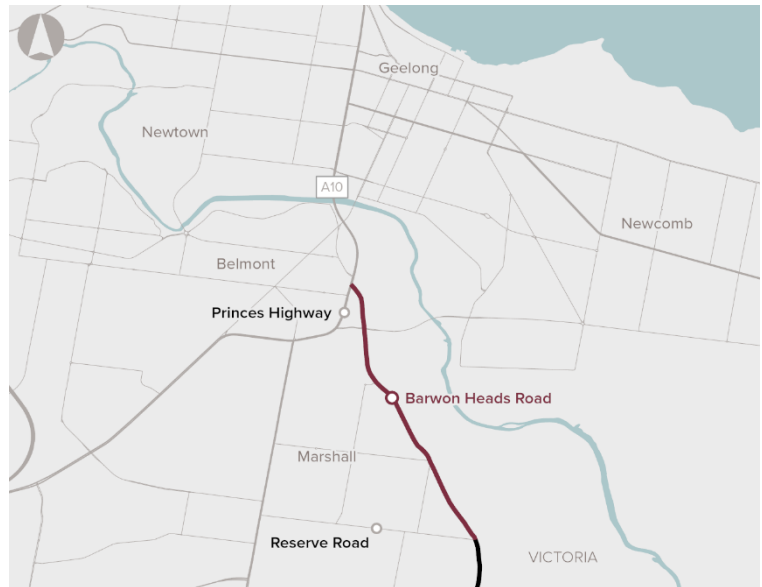 Geelong
Newtown
A10
Newcomb
Belmont
Princes Highway
Barwon Heads Road
Marshall
Reserve Road
VICTORIA